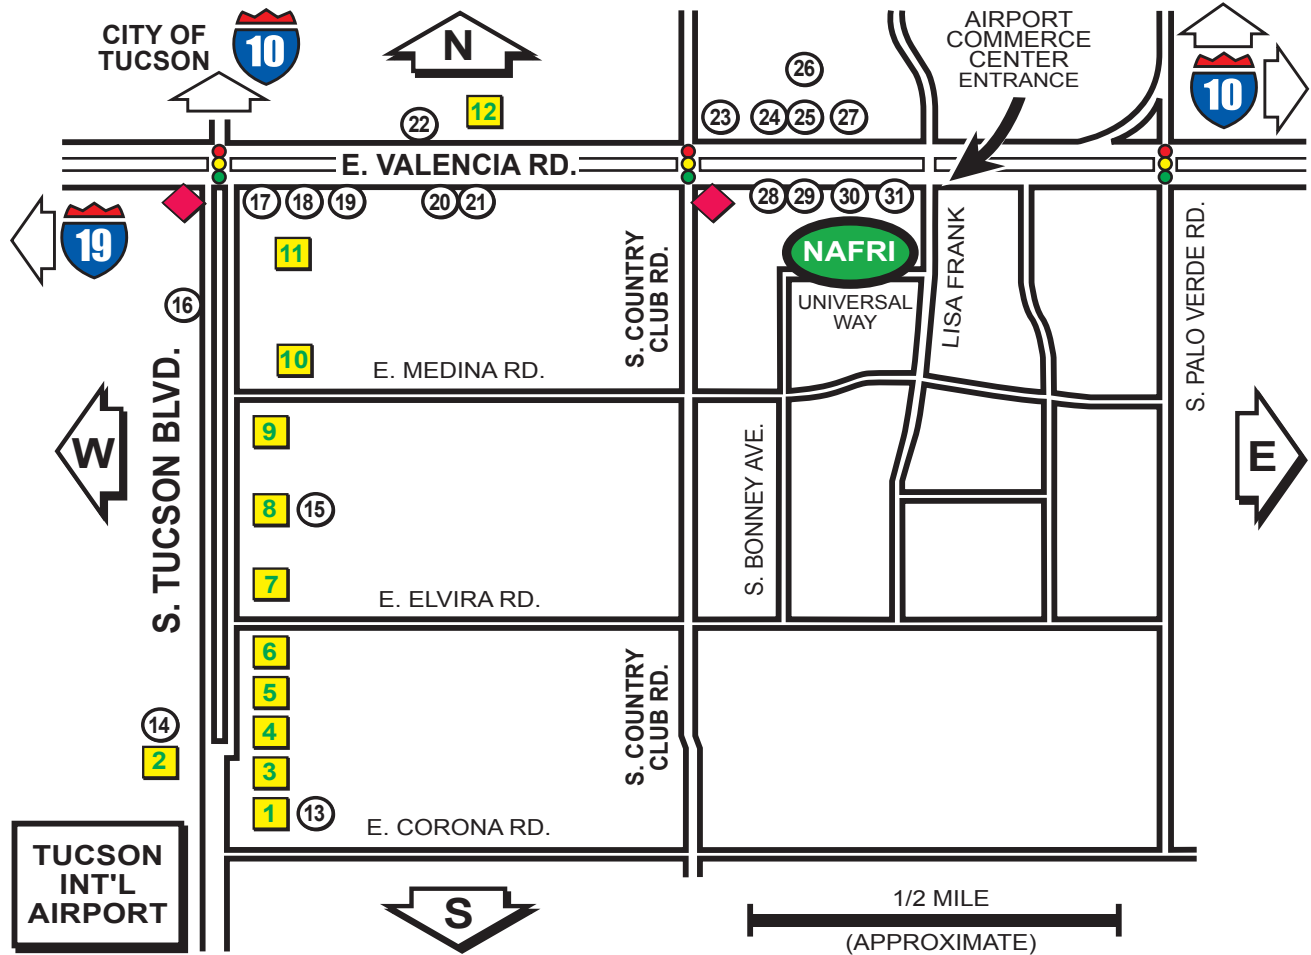 CITY OF
TUCSON
10
N
AIRPORT
COMMERCE
CENTER
ENTRANCE
10
26
12
22
23
24
25
27
E. VALENCIA RD.
19
17
18
19
20
21
28
29
30
31
NAFRI
11
16
UNIVERSAL
WAY
LISA FRANK
S. PALO VERDE RD.
S. COUNTRY
CLUB RD.
10
E. MEDINA RD.
S. TUCSON BLVD.
W
9
E
8
15
S. BONNEY AVE.
7
E. ELVIRA RD.
6
5
S. COUNTRY
CLUB RD.
14
4
2
3
1
13
E. CORONA RD.
TUCSON
INT'L
AIRPORT
S
1/2 MILE
(APPROXIMATE)